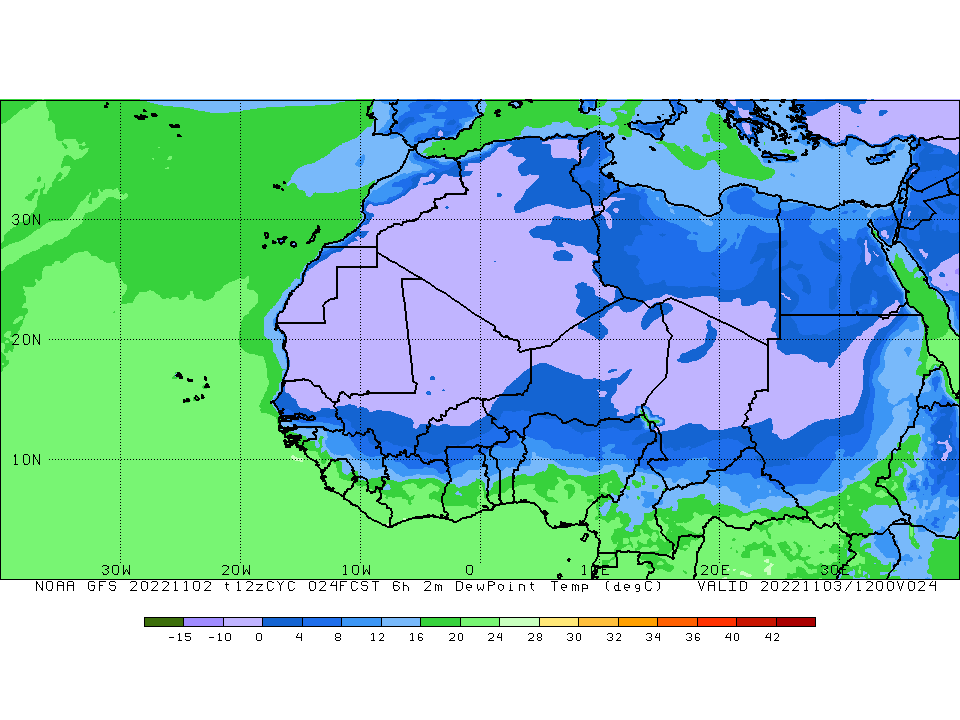 30N
20N
10N
30W 20W 10W 0 10E 20E 30E
NOAA GFS 20221102 t12zCYC 024FCST 6h 2m DewPoint Temp (degC) VALID 20221103/1200V024
-15 -10 0 4 8 12 16 20 24 28 30 32 34 36 40 42